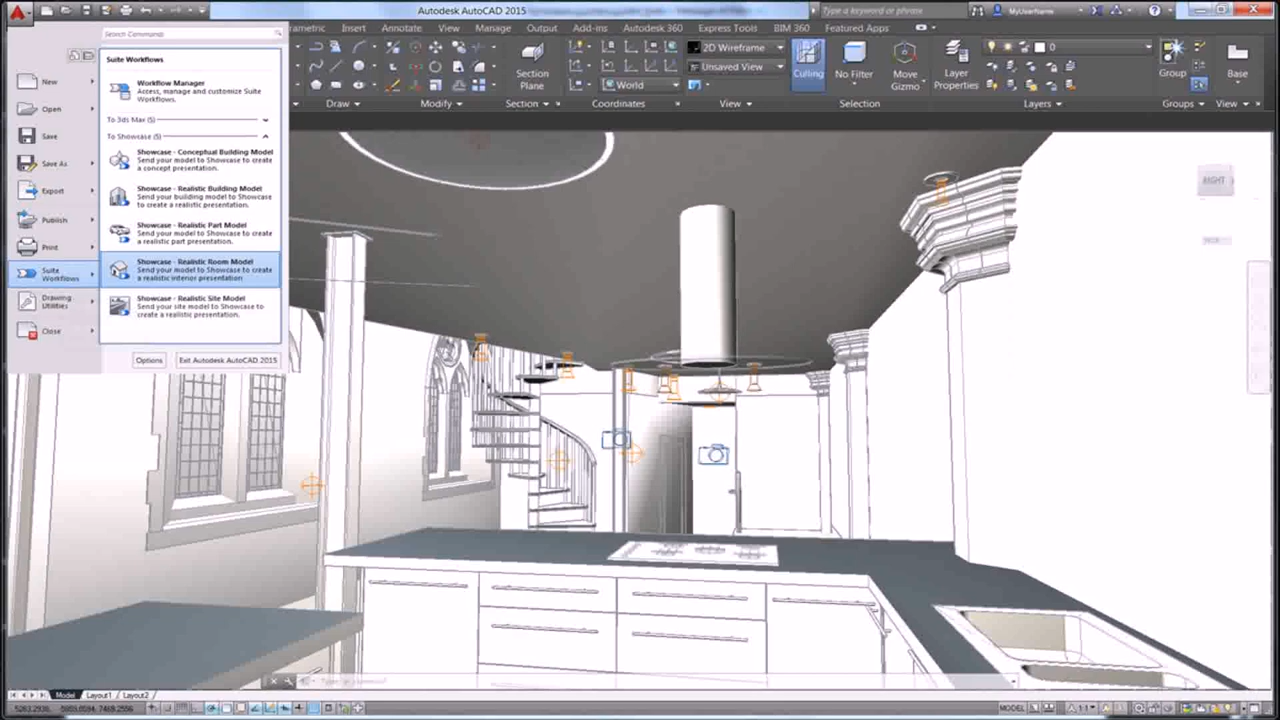 Autodesk AutoCAD 2015
Type a keyword or phrase
MyUserName
Insert Annotate View Manage Output Add-ins Autodesk 360 Express Tools BIM 360 Featured Apps
Search Commands
Suite Workflows
New
Open
Save
Save As
Export
Publish
Print
Suite
Workflows
Drawing
Utilities
Close
Workflow Manager
Access, manage and customize Suite
Workflows.
To 3ds Max (5)
To Showcase (5)
Showcase - Conceptual Building Model
Send your model to Showcase to create
a concept presentation.
Showcase - Realistic Building Model
Send your building model to Showcase
to create a realistic presentation.
Showcase - Realistic Part Model
Send your model to Showcase to create
a realistic part presentation.
Showcase - Realistic Room Model
Send your model to Showcase to create
a realistic interior presentation
Showcase - Realistic Site Model
Send your site model to Showcase to
create a realistic presentation.
Options
Exit Autodesk AutoCAD 2015
Section
Plane
2D Wireframe
Unsaved View
World
Culling
No Filter
Move
Gizmo
Layer
Properties
0
Group
Base
Draw
Modify
Section
Coordinates
View
Selection
Layers
Groups
View
RIGHT
Type a command
Model Layout1 Layout2
MODEL
1:1